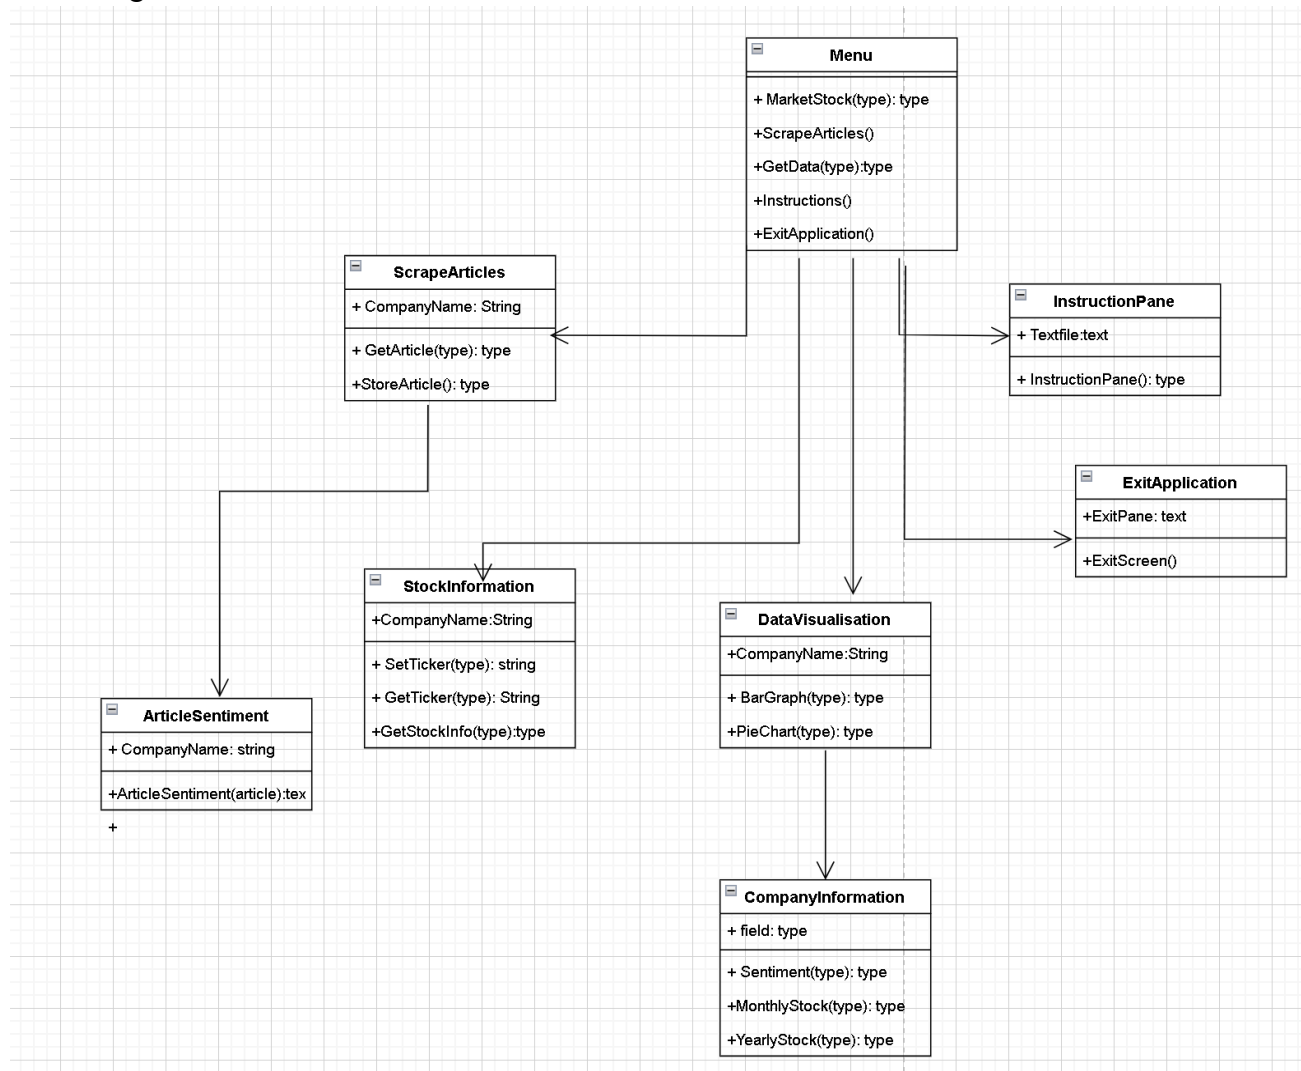 Menu
+ MarketStock(type): type
+ScrapeArticles()
+GetData(type):type
+Instructions()
+ExitApplication()
ScrapeArticles
+ CompanyName: String
+ GetArticle(type): type
+StoreArticle(): type
InstructionPane
+ Textfile:text
+ InstructionPane(): type
ExitApplication
+ExitPane: text
+ExitScreen()
StockInformation
+CompanyName:String
+ SetTicker(type): string
+ GetTicker(type): String
+GetStockInfo(type):type
DataVisualisation
+CompanyName:String
+ BarGraph(type): type
+PieChart(type): type
ArticleSentiment
+ CompanyName: string
+ArticleSentiment(article):tex
+
CompanyInformation
+ field: type
+ Sentiment(type): type
+MonthlyStock(type): type
+YearlyStock(type): type